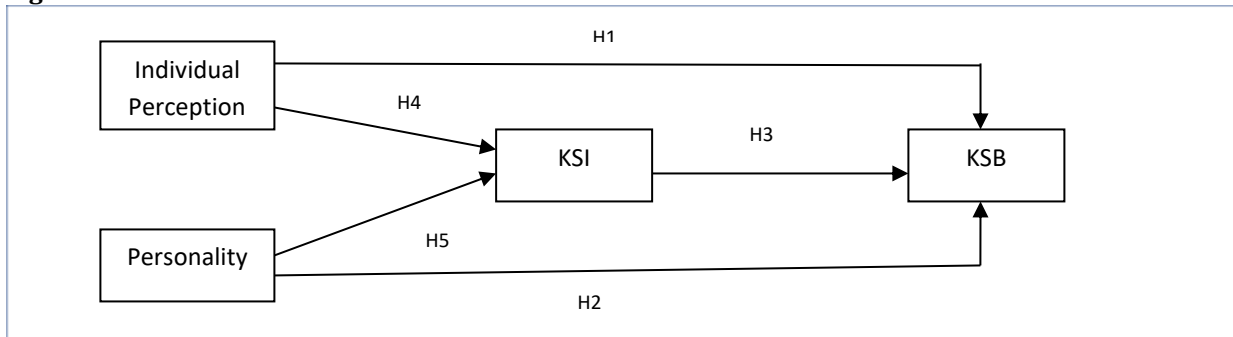 H1
Individual
Perception
H4
KSI
H3
KSB
Personality
H5
H2